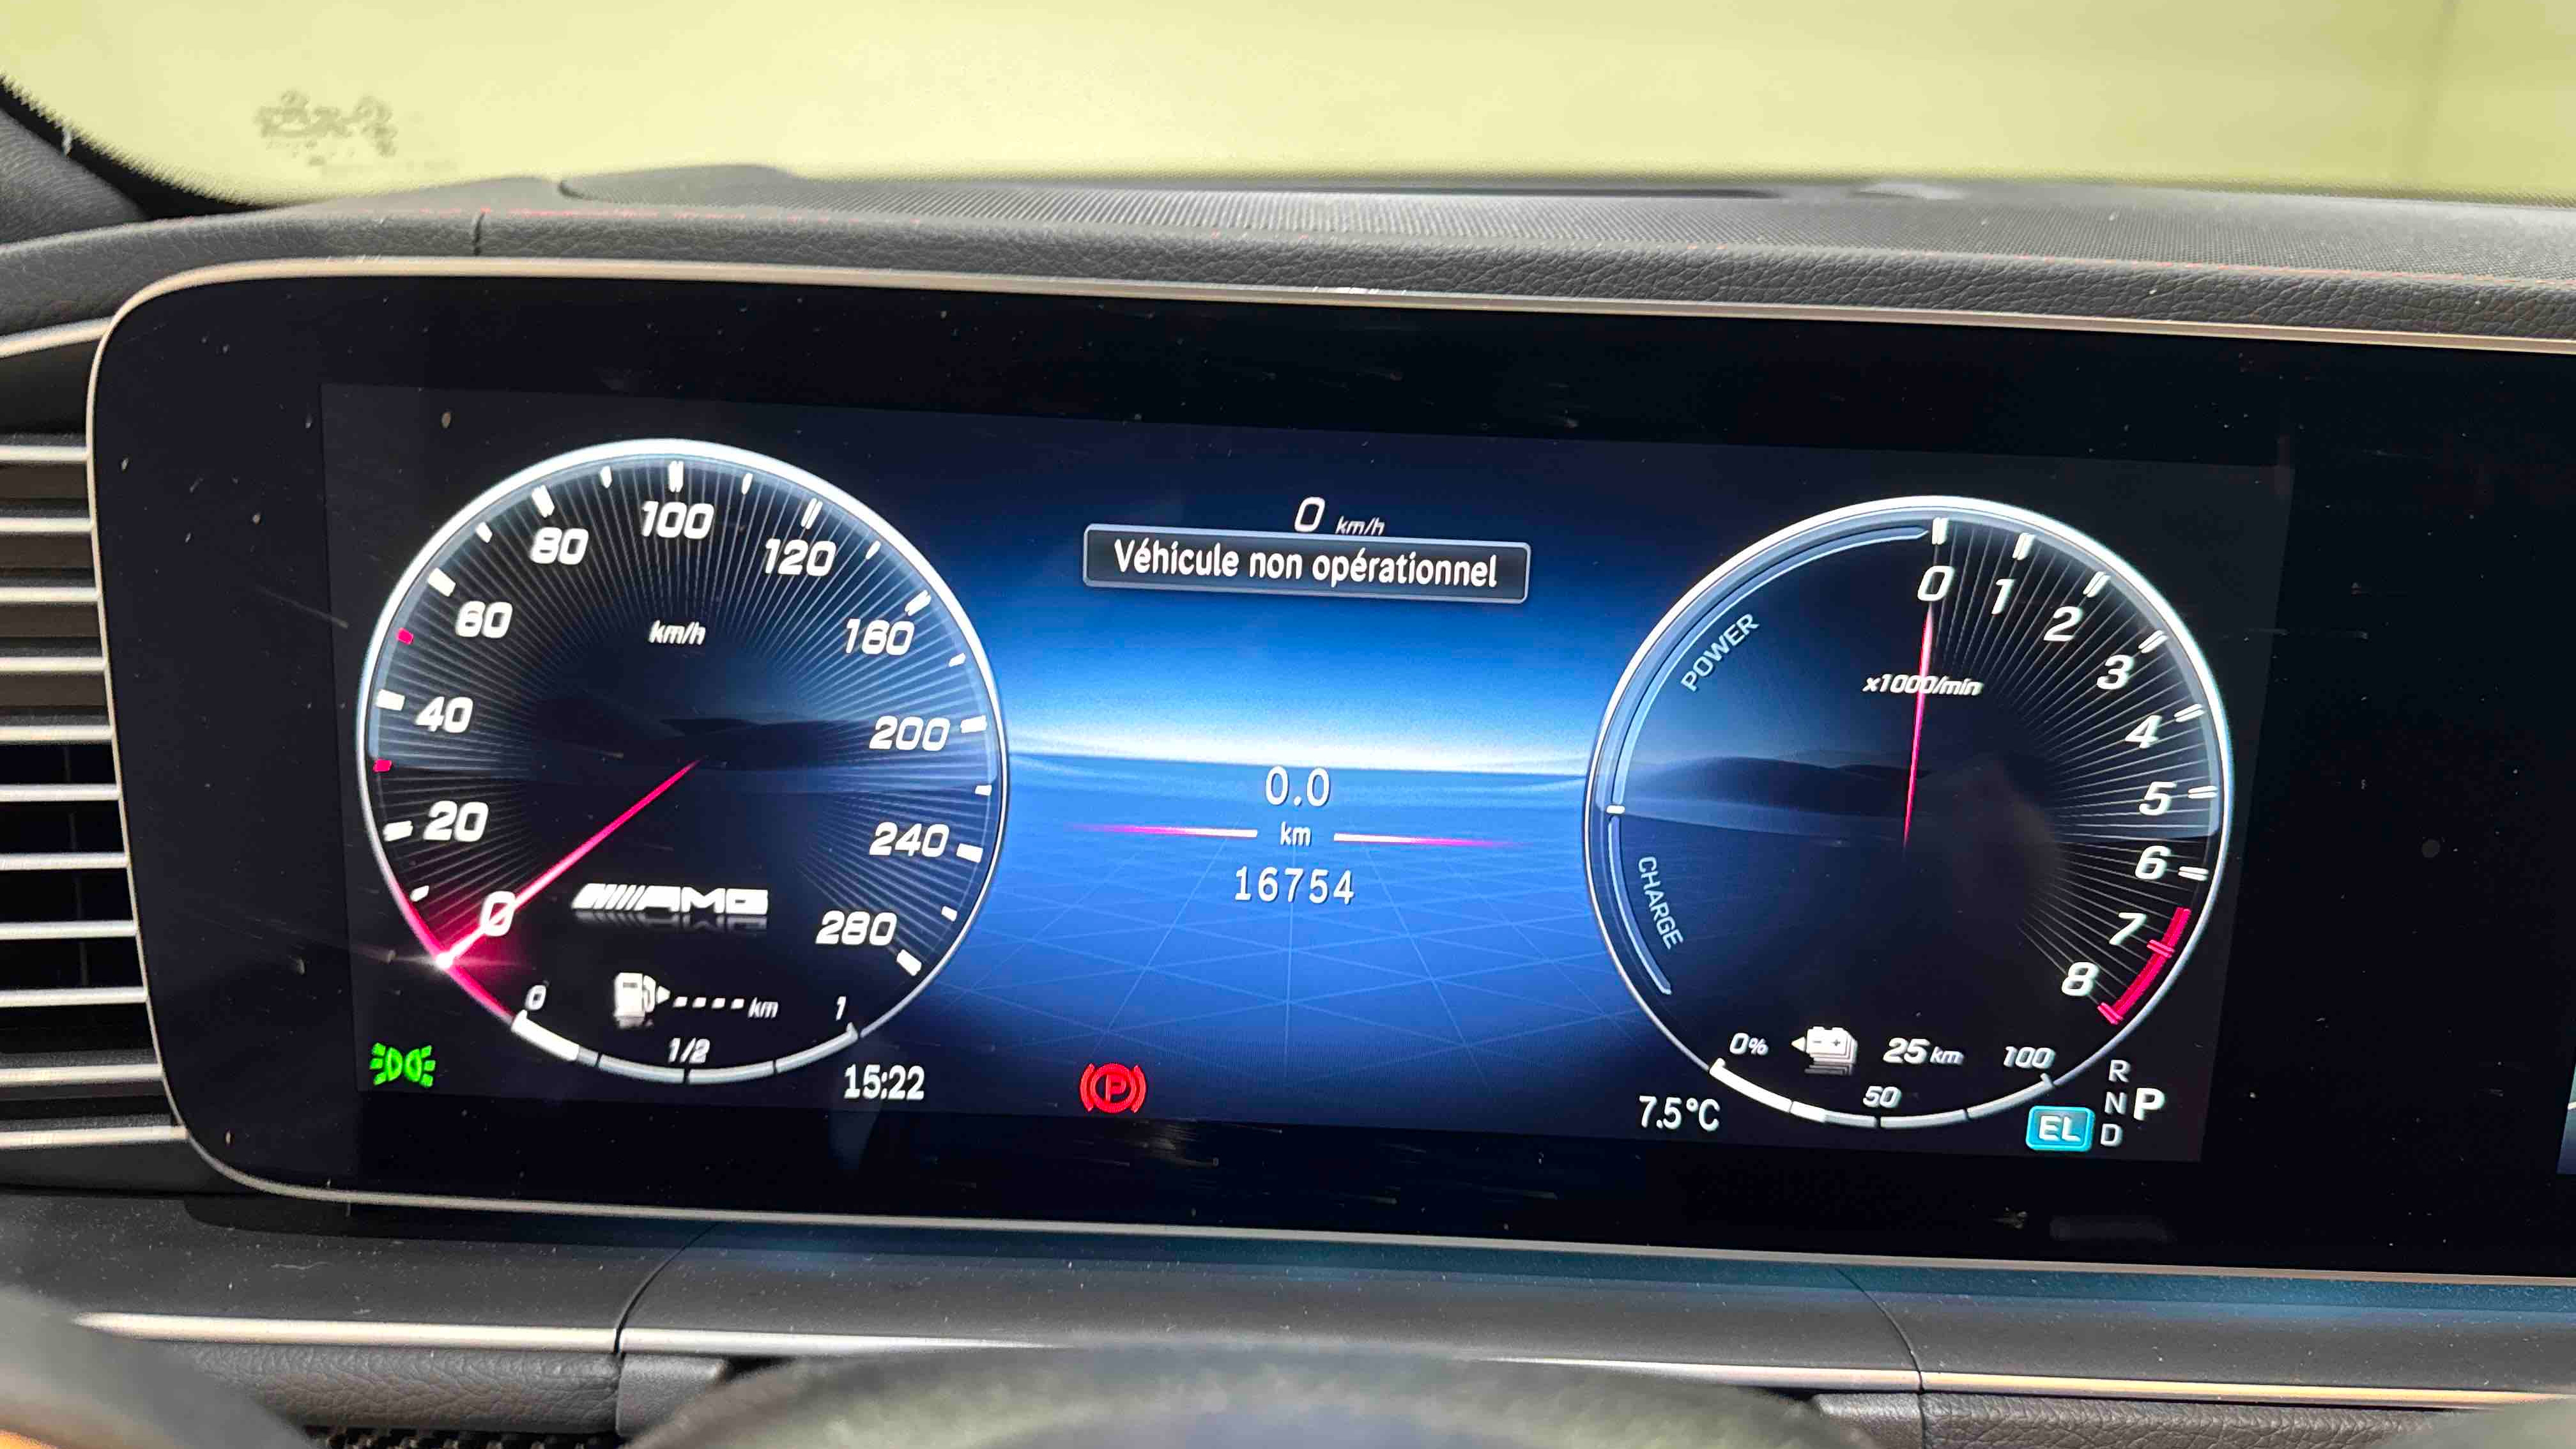 0 km/h
Véhicule non opérationnel
0.0
km
16754
100
80
120
60
160
km/h
40
200
20
240
0
AMG
280
0
---- km
1
1/2
15:22
P
0
1
2
POWER
x1000/min
3
4
5
6
CHARGE
7
8
0%
25 km
100
50
7.5°C
R
N
P
EL
D